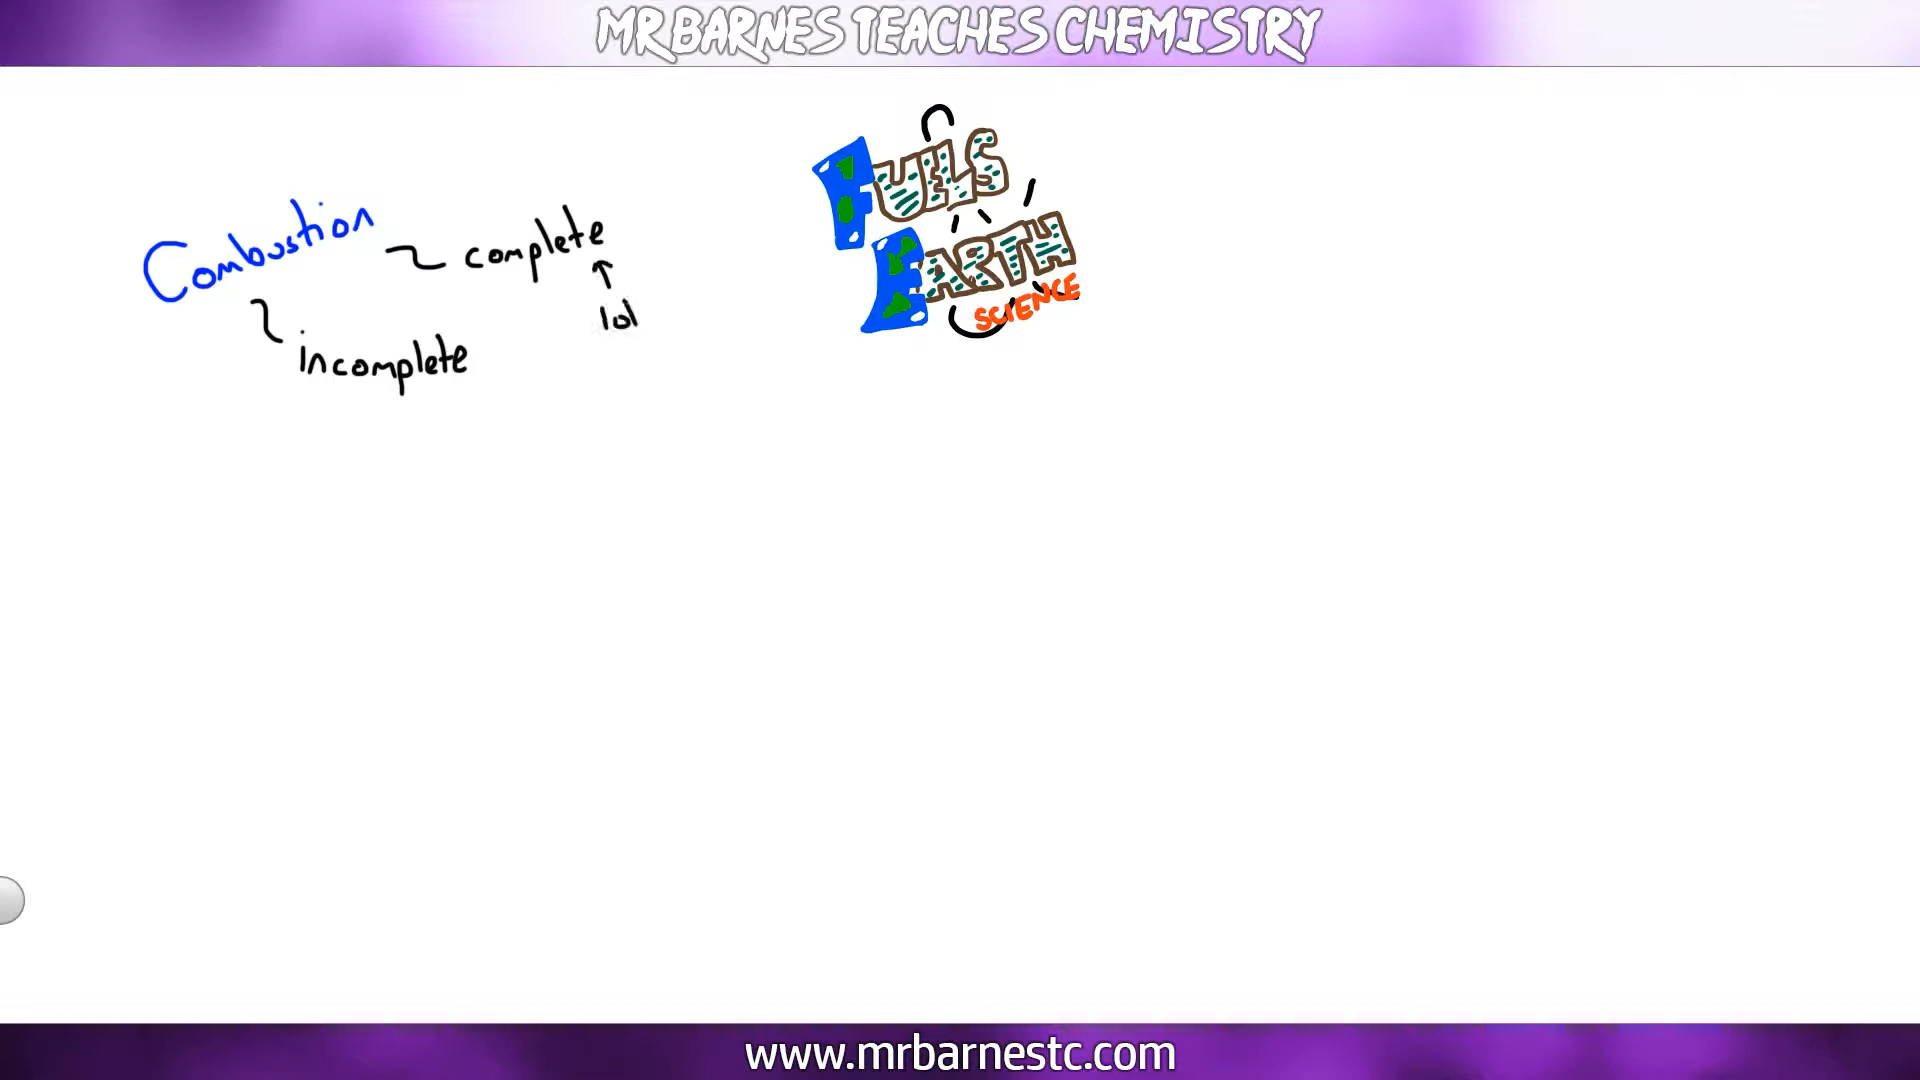 MR BARNES TEACHES CHEMISTRY
Combustion
complete
lol
incomplete
FUELS
EARTH
SCIENCE
www.mrbarnestc.com